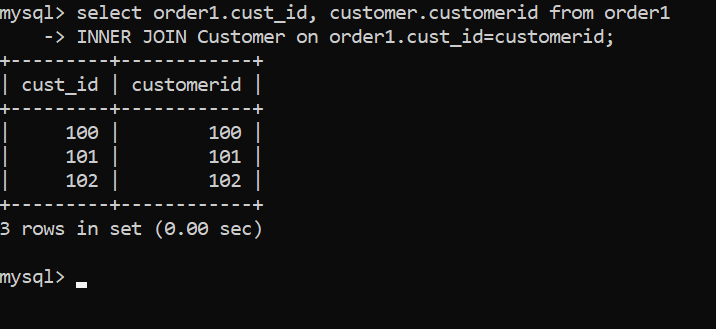 mysql> select order1.cust_id, customer.customerid from order1
    -> INNER JOIN Customer on order1.cust_id=customerid;
+---------+------------+
| cust_id | customerid |
+---------+------------+
|     100 |        100 |
|     101 |        101 |
|     102 |        102 |
+---------+------------+
3 rows in set (0.00 sec)
mysql>